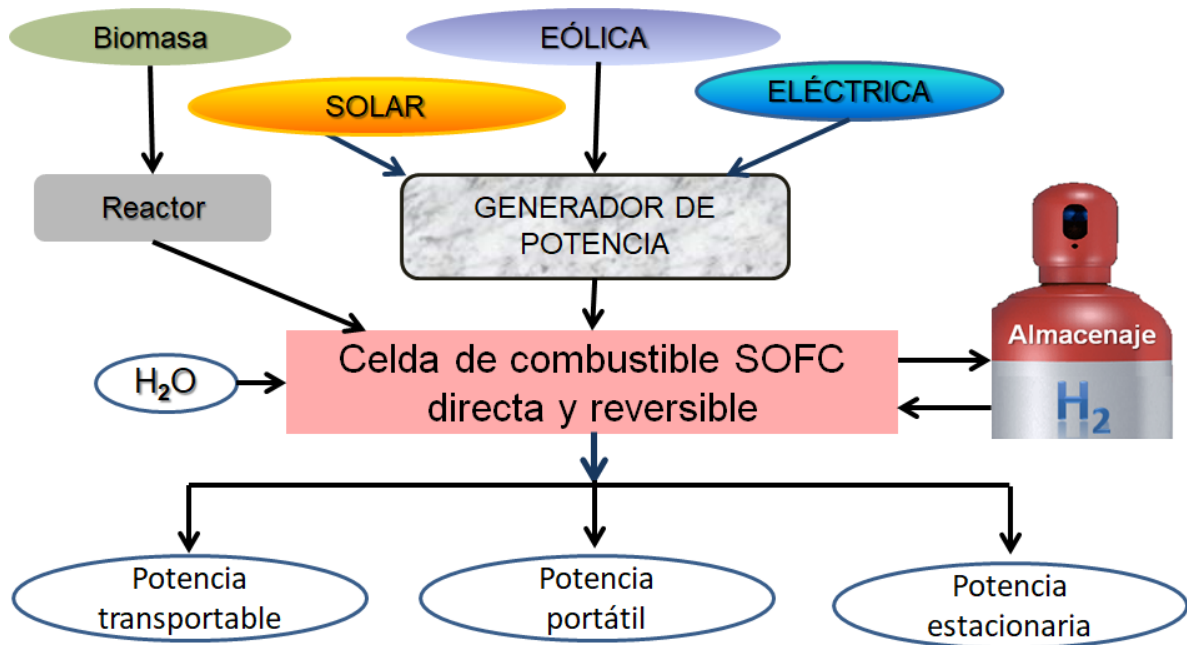 Biomasa
EÓLICA
SOLAR
ELÉCTRICA
Reactor
GENERADOR DE
POTENCIA
Almacenaje
H₂
Celda de combustible SOFC
directa y reversible
H₂O
Potencia
transportable
Potencia
portátil
Potencia
estacionaria